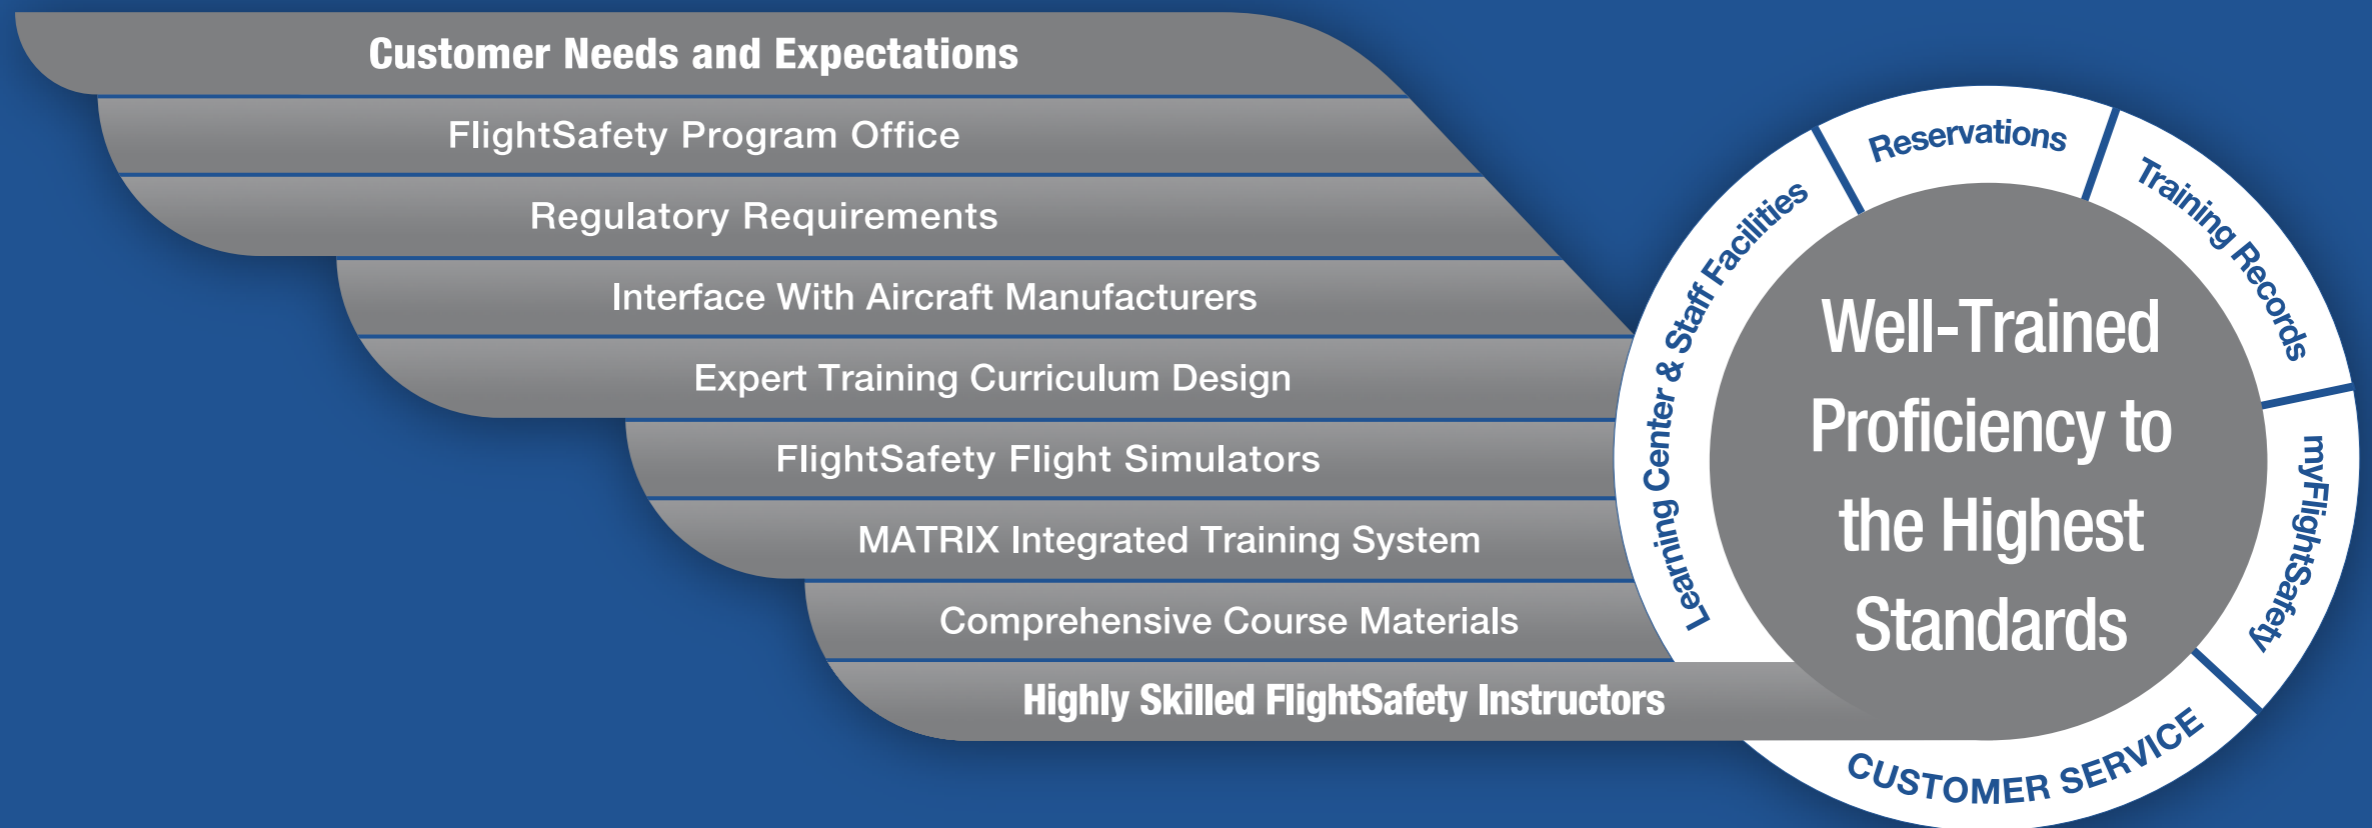 Customer Needs and Expectations
FlightSafety Program Office
Regulatory Requirements
Interface With Aircraft Manufacturers
Expert Training Curriculum Design
FlightSafety Flight Simulators
MATRIX Integrated Training System
Comprehensive Course Materials
Highly Skilled FlightSafety Instructors
Learning Center & Staff Facilities
Reservations
Training Records
myFlightSafety
CUSTOMER SERVICE
Well-Trained
Proficiency to
the Highest
Standards